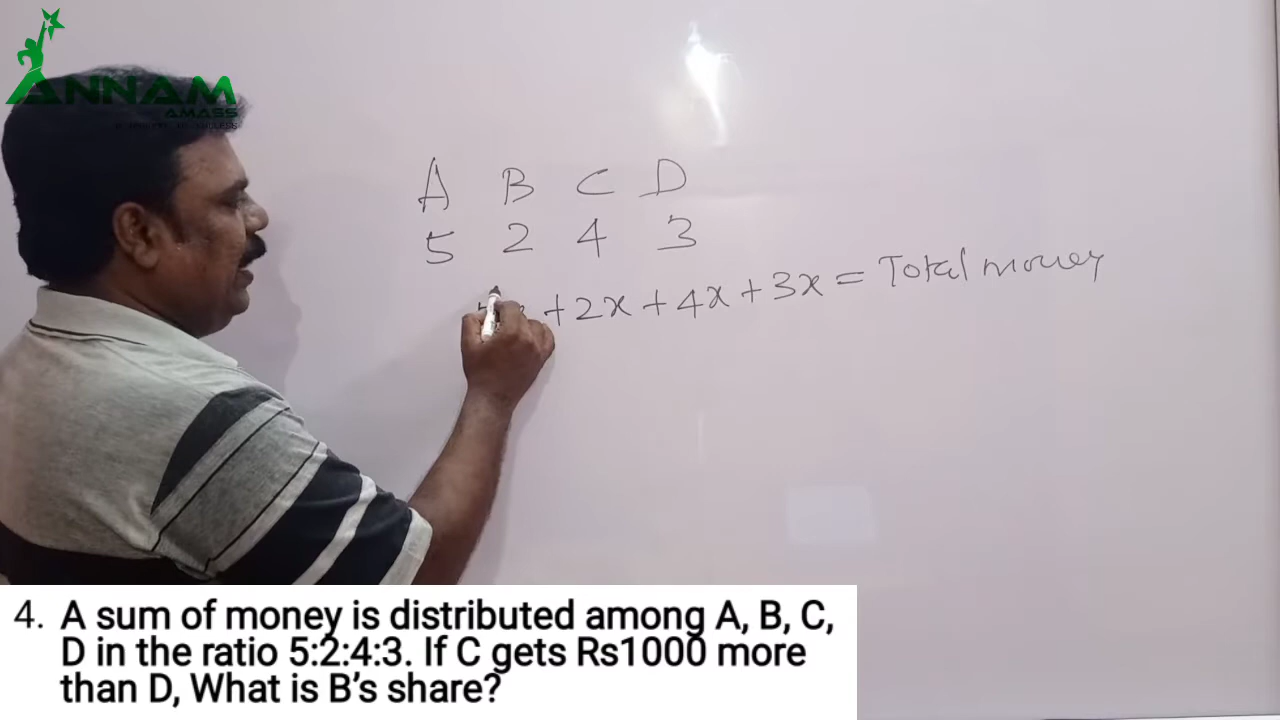 ANNAM
AMASS
A B C D
5 2 4 3
+2x + 4x + 3x = Total money
4. A sum of money is distributed among A, B, C,
D in the ratio 5:2:4:3. If C gets Rs1000 more
than D, What is B's share?